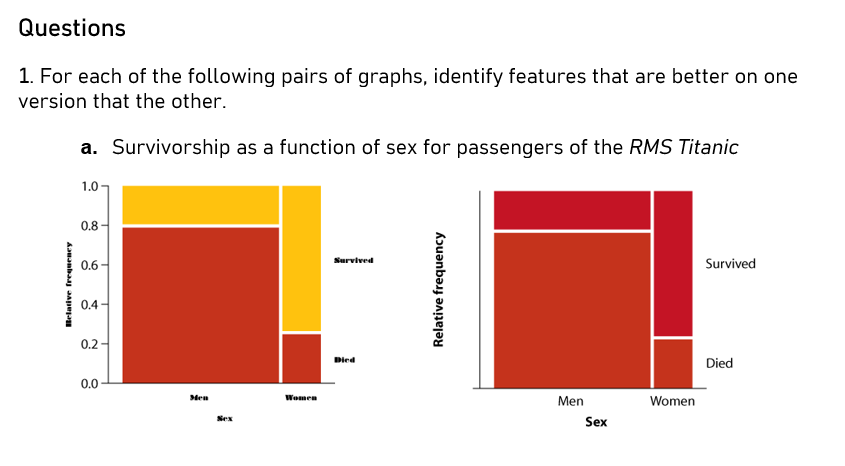 Questions
1. For each of the following pairs of graphs, identify features that are better on one
version that the other.
a. Survivorship as a function of sex for passengers of the RMS Titanic
1.0
0.8
0.6
0.4
0.2
0.0
Relative frequency
Survived
Died
Men Women
Sex
Relative frequency
Survived
Died
Men Women
Sex